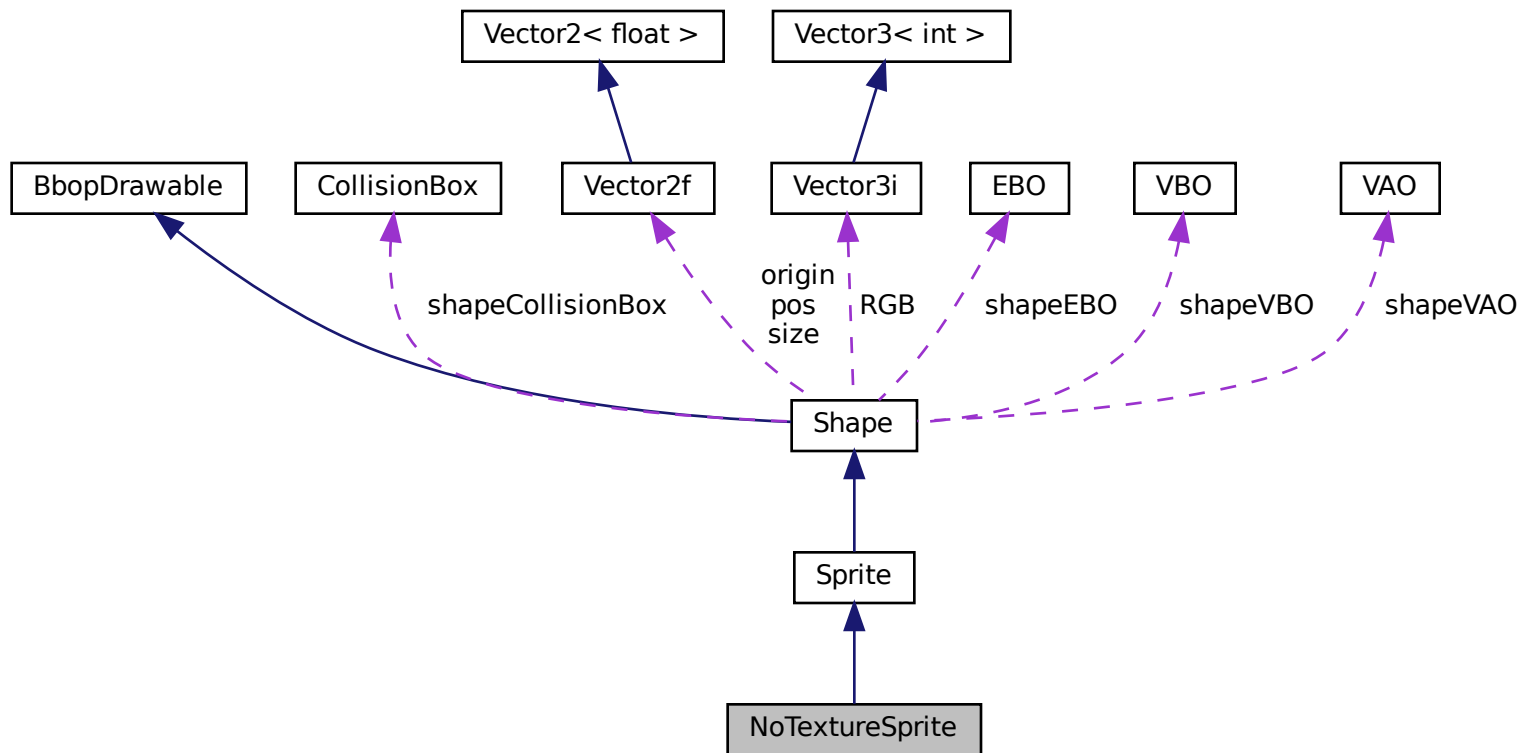 Vector2< float >
Vector3< int >
BbopDrawable
CollisionBox
Vector2f
Vector3i
EBO
VBO
VAO
shapeCollisionBox
origin
pos
size
RGB
shapeEBO
shapeVBO
shapeVAO
Shape
Sprite
NoTextureSprite